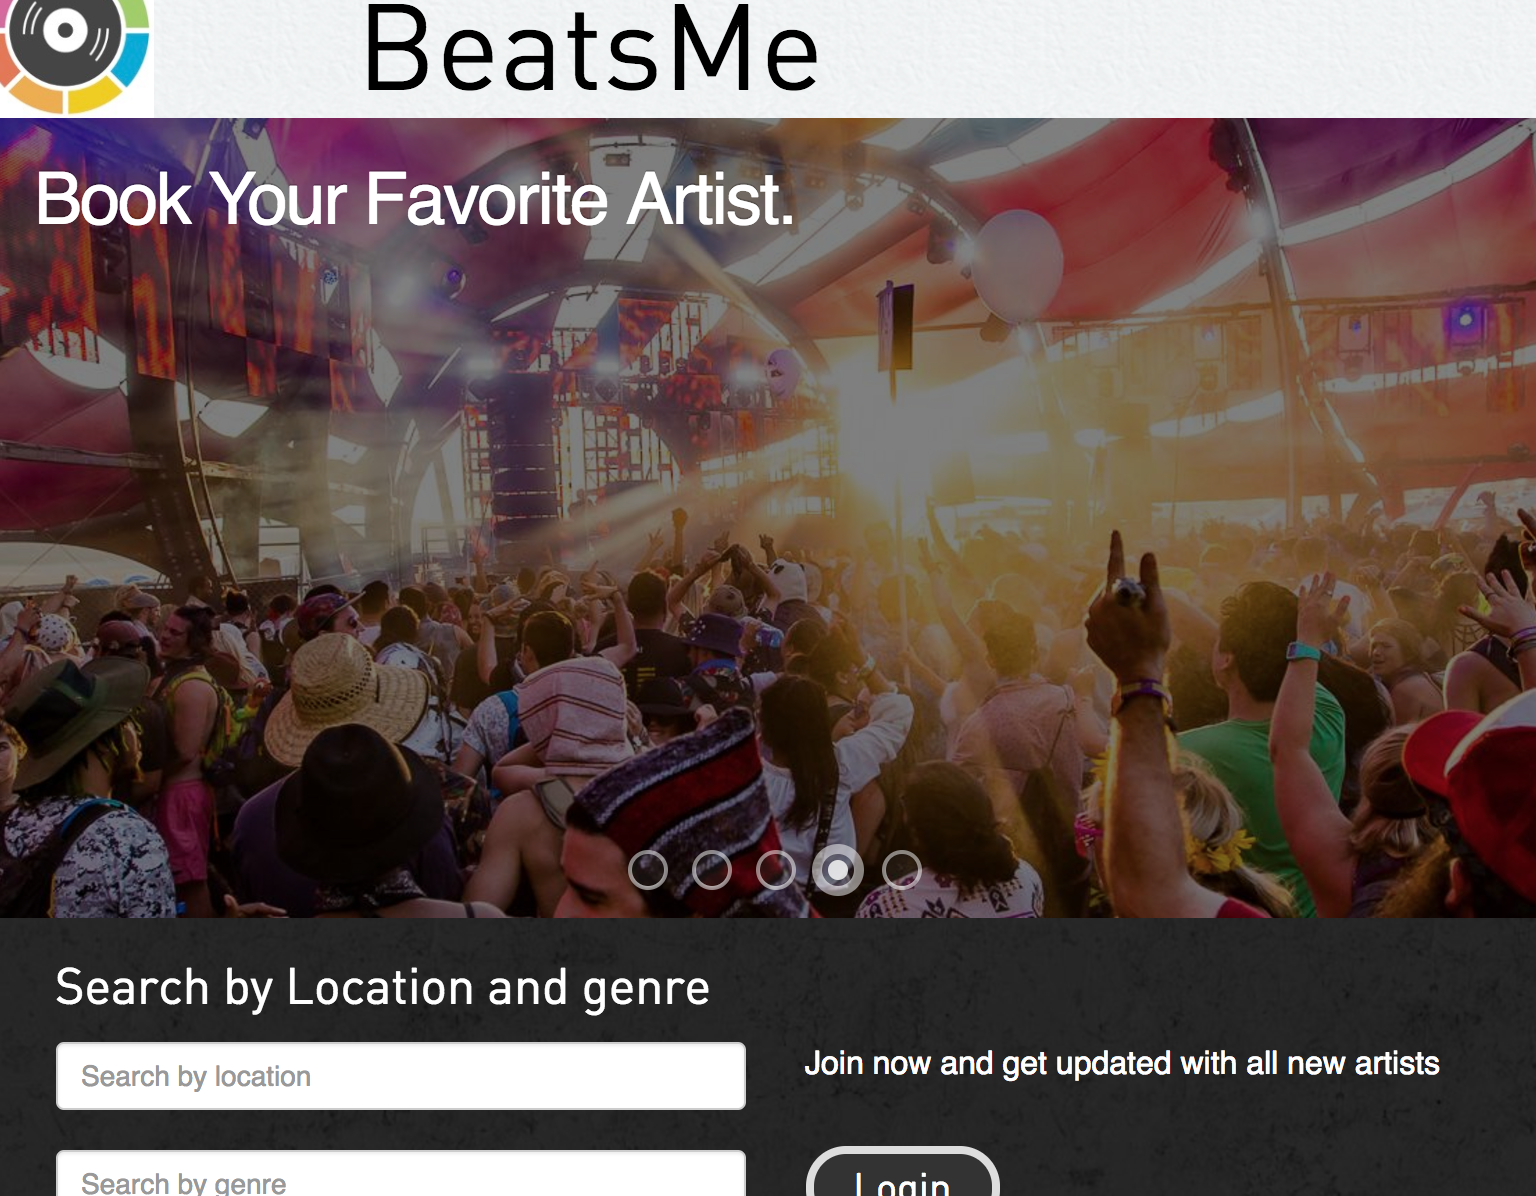 BeatsMe
Book Your Favorite Artist.
Search by Location and genre
Search by location
Join now and get updated with all new artists
Search by genre
Login